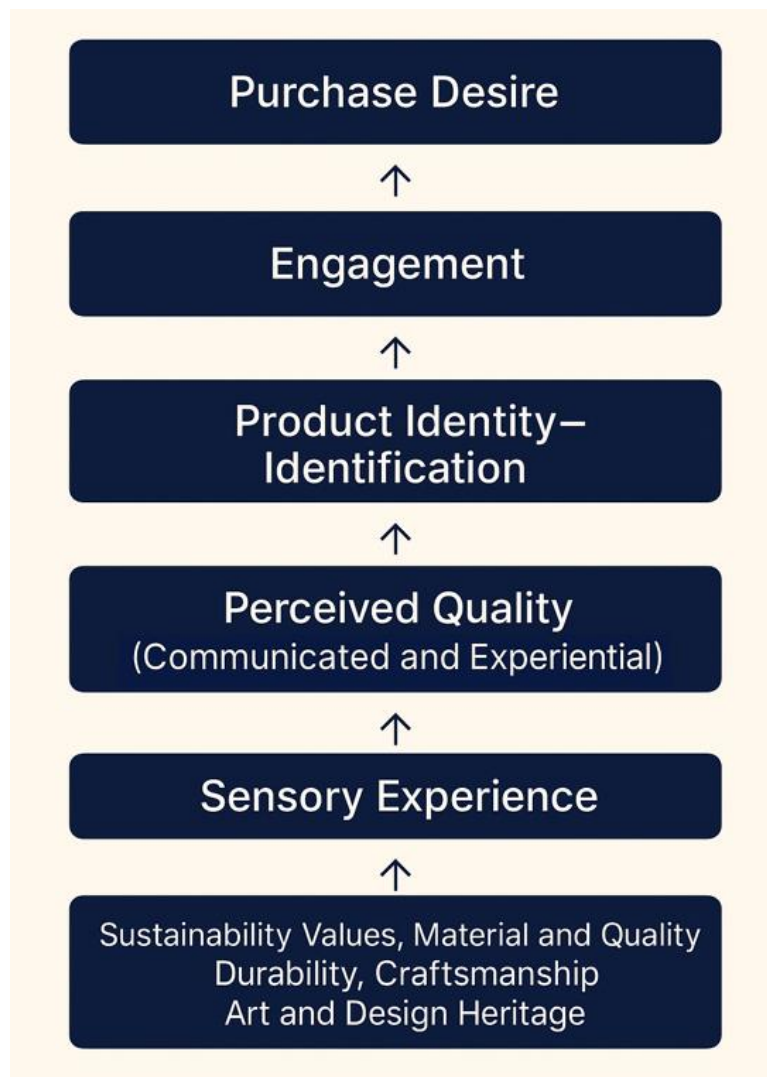 Purchase Desire
↑
Engagement
↑
Product Identity–
Identification
↑
Perceived Quality
(Communicated and Experiential)
↑
Sensory Experience
↑
Sustainability Values, Material and Quality
Durability, Craftsmanship
Art and Design Heritage